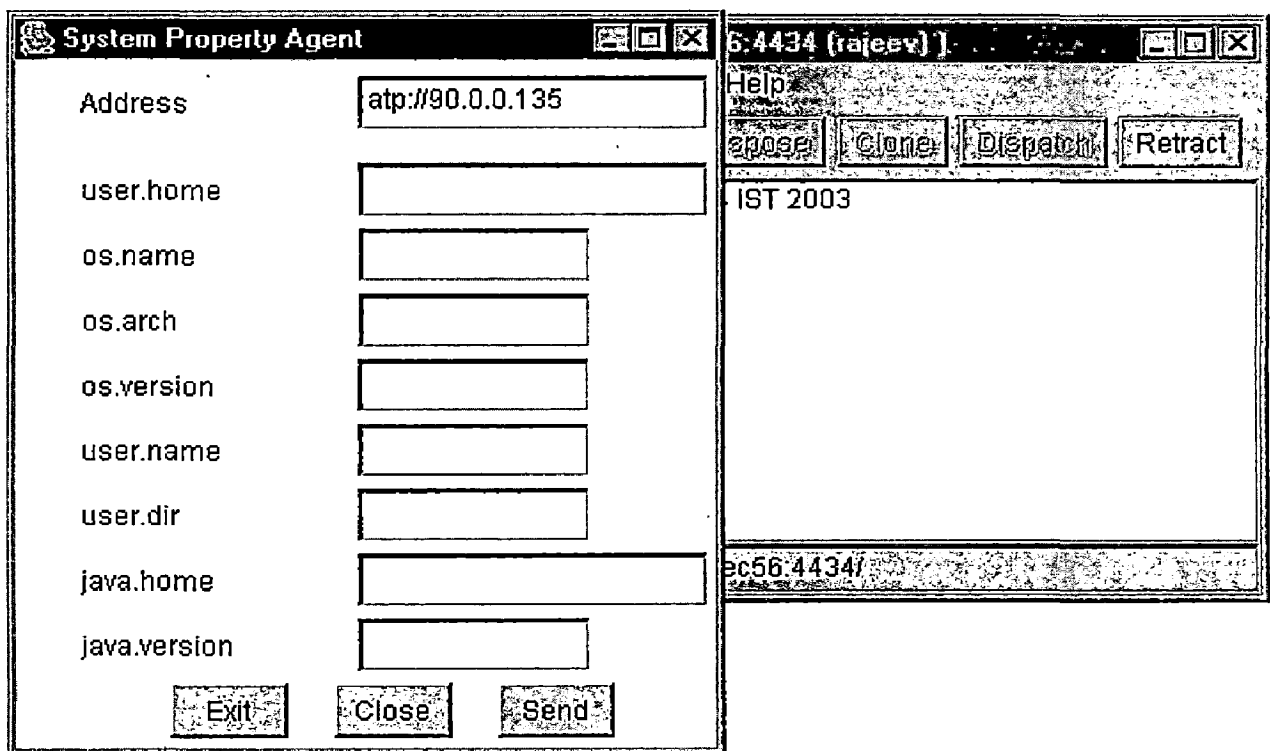 System Property Agent
Address
atp://90.0.0.135
user.home
os.name
os.arch
os.version
user.name
user.dir
java.home
java.version
Exit Close Send
6:4434 (rajeev) ]
Help
spose Clone Dispatch Retract
IST 2003
ec56:4434/